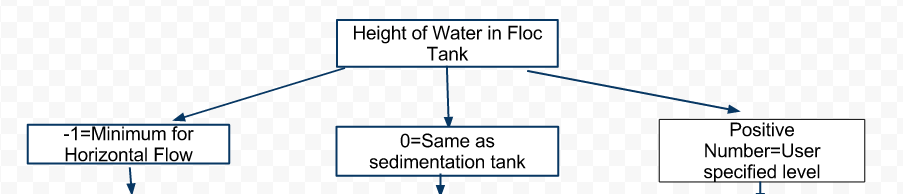 Height of Water in Floc
Tank
-1=Minimum for
Horizontal Flow
0=Same as
sedimentation tank
Positive
Number=User
specified level